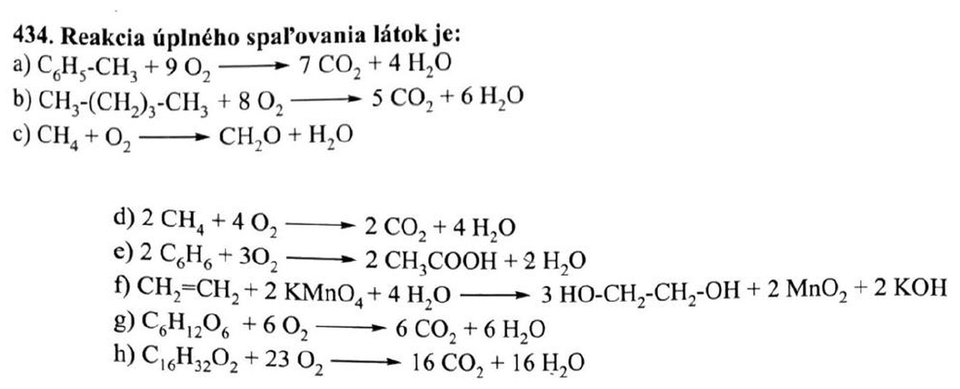 434. Reakcia úplného spaľovania látok je:
a) C₆H₅-CH₃ + 9 O₂ ⟶ 7 CO₂ + 4 H₂O
b) CH₃-(CH₂)₃-CH₃ + 8 O₂ ⟶ 5 CO₂ + 6 H₂O
c) CH₄ + O₂ ⟶ CH₂O + H₂O
d) 2 CH₄ + 4 O₂ ⟶ 2 CO₂ + 4 H₂O
e) 2 C₆H₆ + 3O₂ ⟶ 2 CH₃COOH + 2 H₂O
f) CH₂=CH₂ + 2 KMnO₄ + 4 H₂O ⟶ 3 HO-CH₂-CH₂-OH + 2 MnO₂ + 2 KOH
g) C₆H₁₂O₆ + 6 O₂ ⟶ 6 CO₂ + 6 H₂O
h) C₁₆H₃₂O₂ + 23 O₂ ⟶ 16 CO₂ + 16 H₂O